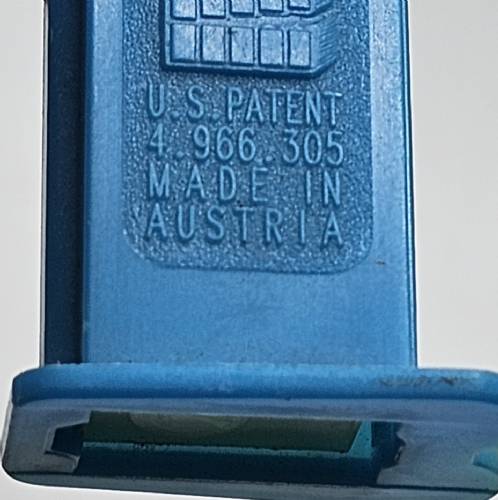 U.S.PATENT
4.966.305
MADE IN
AUSTRIA